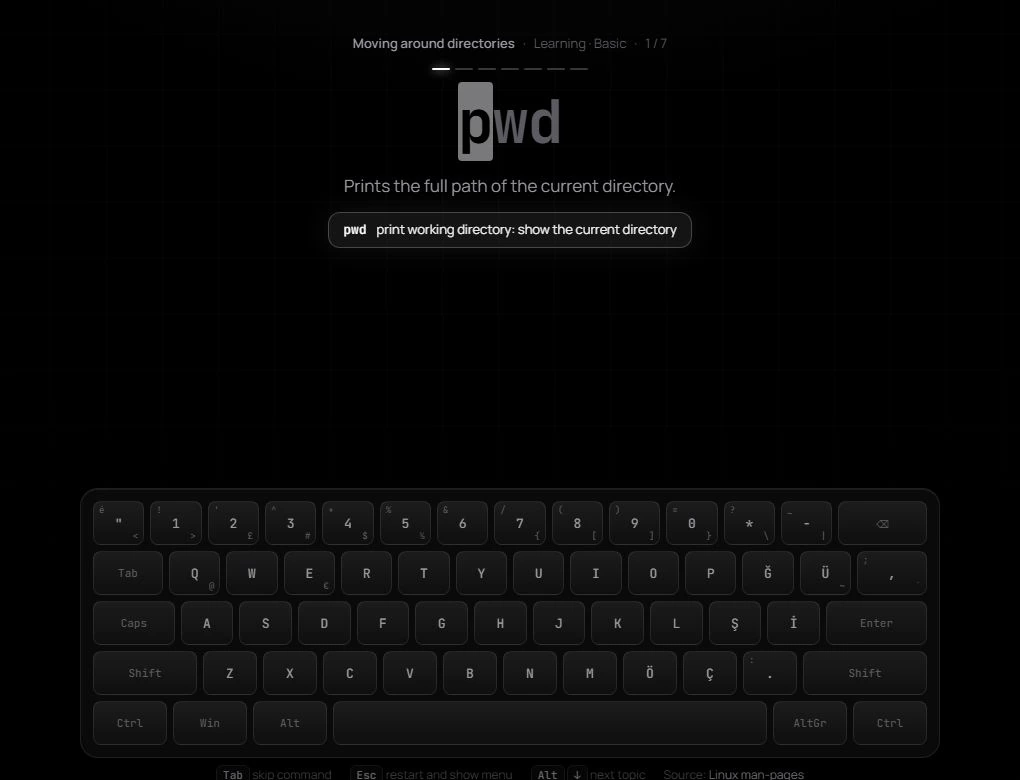 Moving around directories · Learning · Basic · 1 / 7
pwd
Prints the full path of the current directory.
pwd print working directory: show the current directory
é " < ! 1 > ' 2 £ ^ 3 # + 4 $ % 5 ½ & 6 / 7 { ( 8 [ ) 9 ] = 0 } ? * \ _ - | ⌫
Tab Q @ W E € R T Y U I O P Ğ Ü ~ ; , `
Caps A S D F G H J K L Ş İ Enter
Shift Z X C V B N M Ö Ç : . Shift
Ctrl Win Alt AltGr Ctrl
Tab skip command Esc restart and show menu Alt ↓ next topic Source: Linux man-pages